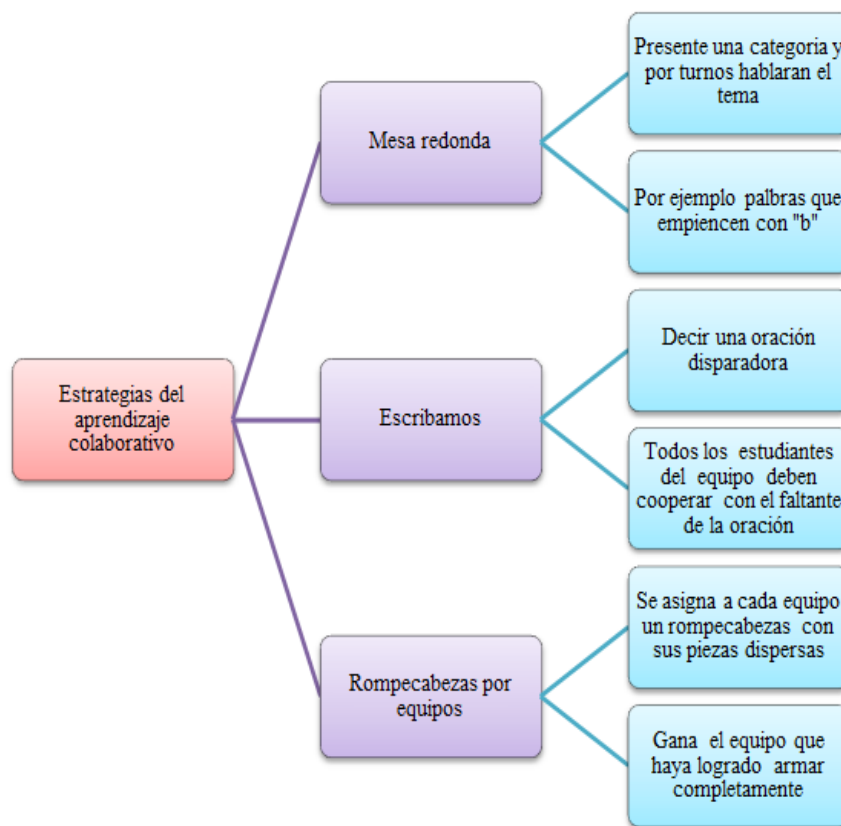 Estrategias del
aprendizaje
colaborativo
Mesa redonda
Presente una categoria y
por turnos hablaran el
tema
Por ejemplo palbras que
empiencen con "b"
Escribamos
Decir una oración
disparadora
Todos los estudiantes
del equipo deben
cooperar con el faltante
de la oración
Rompecabezas por
equipos
Se asigna a cada equipo
un rompecabezas con
sus piezas dispersas
Gana el equipo que
haya logrado armar
completamente